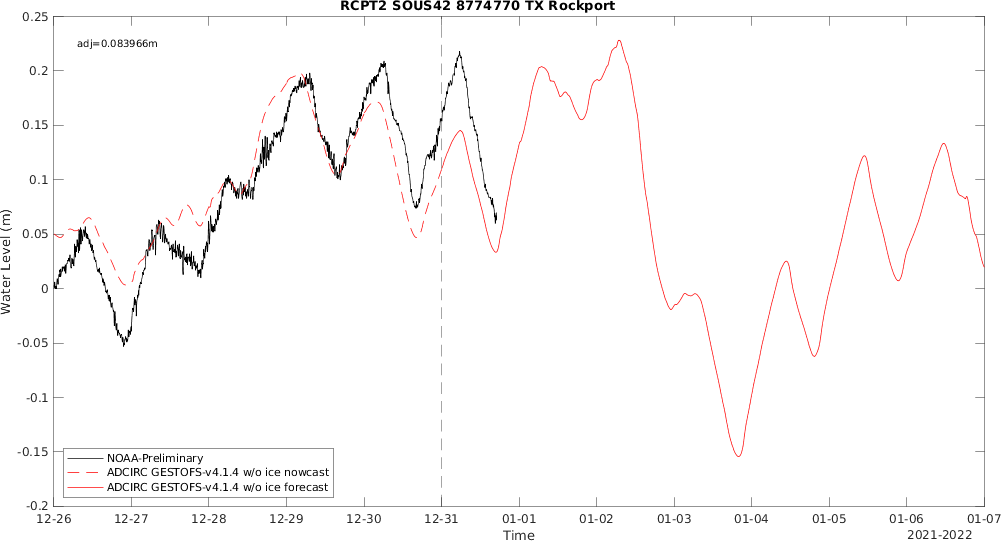 RCPT2 SOUS42 8774770 TX Rockport
0.25
adj=0.083966m
0.2
0.15
0.1
0.05
0
-0.05
-0.1
-0.15
-0.2
Water Level (m)
NOAA-Preliminary
ADCIRC GESTOFS-v4.1.4 w/o ice nowcast
ADCIRC GESTOFS-v4.1.4 w/o ice forecast
12-26 12-27 12-28 12-29 12-30 12-31 01-01 01-02 01-03 01-04 01-05 01-06 01-07
Time
2021-2022